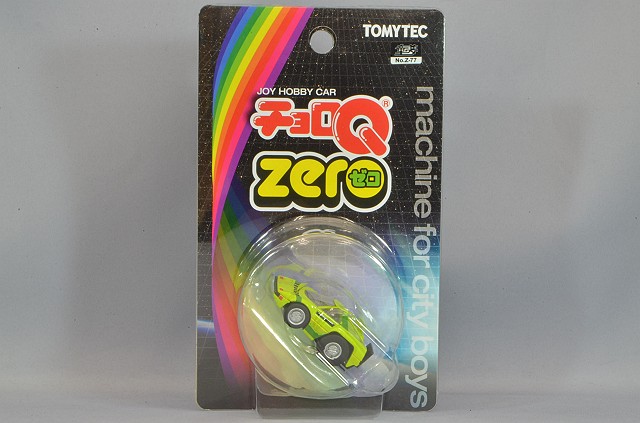 TOMYTEC
No.Z-77
JOY HOBBY CAR
チョロQ®
zero ゼロ
machine for city boys